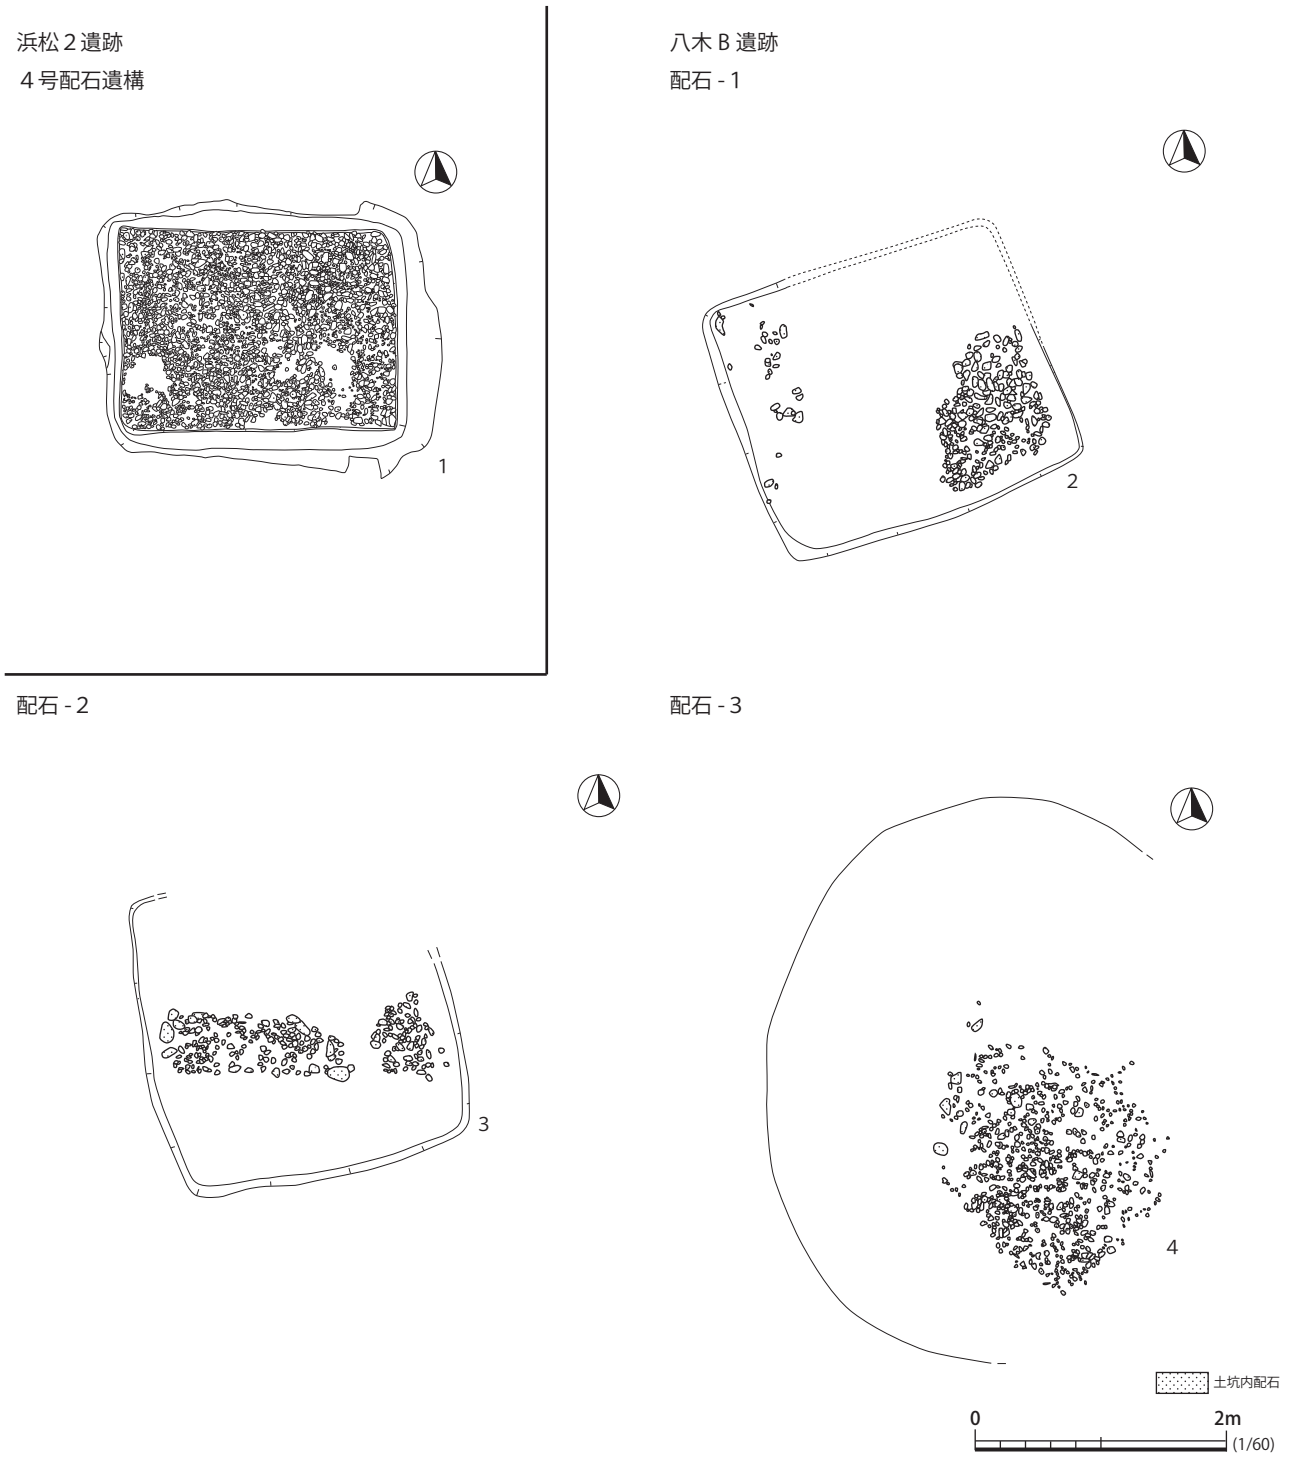 浜松２遺跡
４号配石遺構
1
八木 B 遺跡
配石 - 1
2
配石 - 2
3
配石 - 3
4
土坑内配石
0 2m
(1/60)